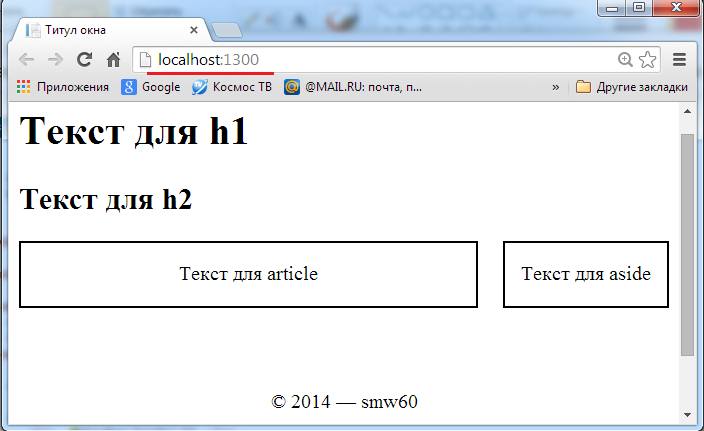 Титул окна
localhost:1300
Приложения Google Космос ТВ @MAIL.RU: почта, п... » Другие закладки
Текст для h1
Текст для h2
Текст для article Текст для aside
© 2014 — smw60